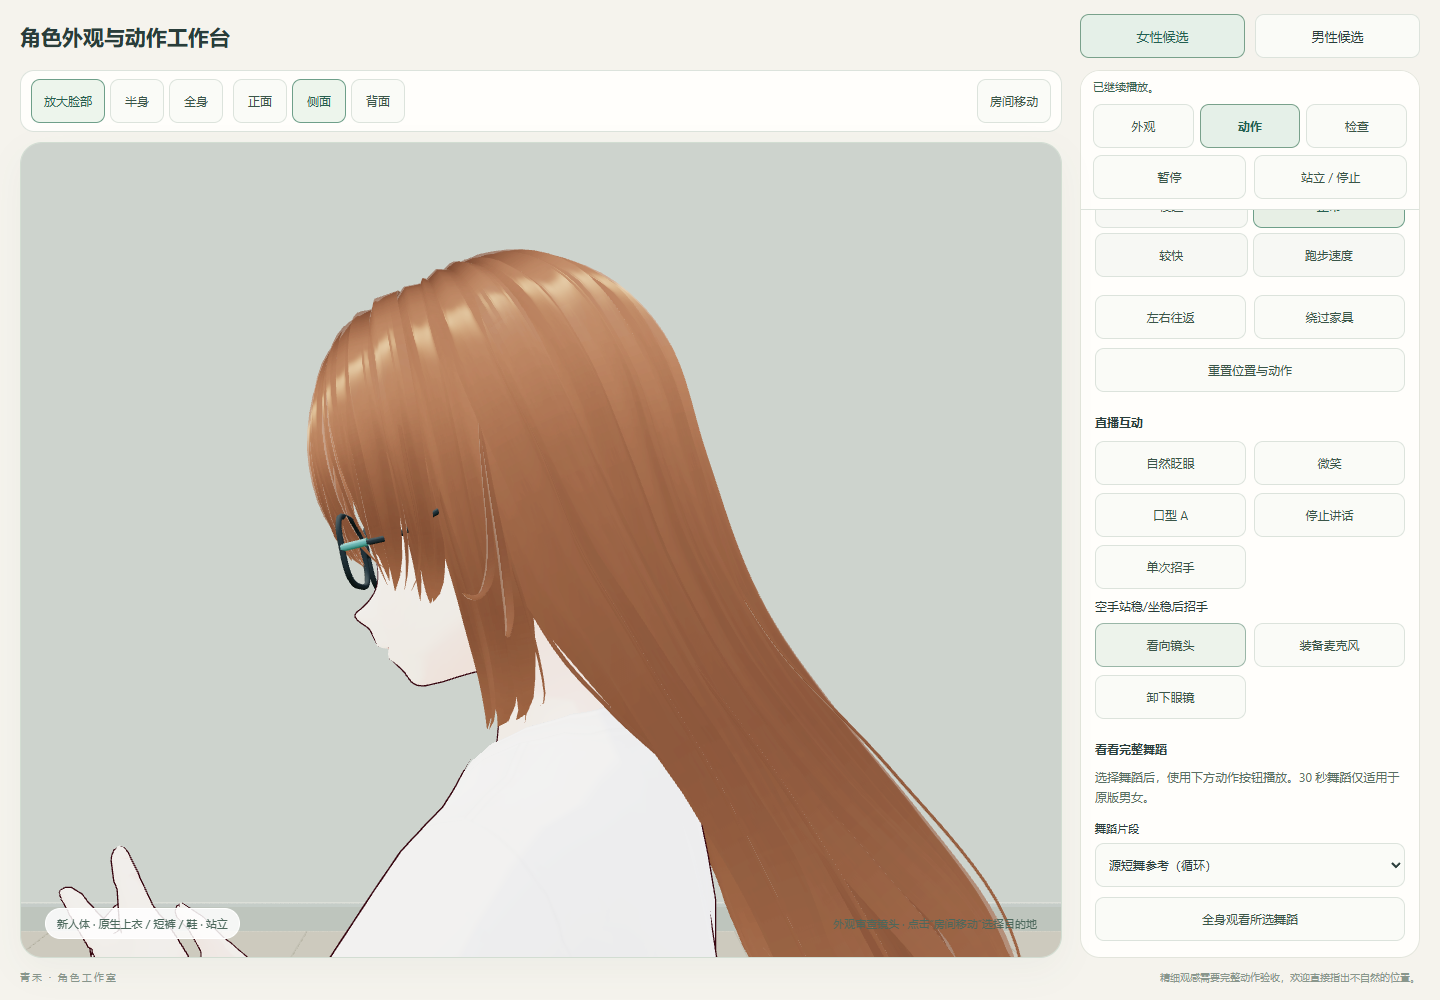 角色外观与动作工作台
女性候选
男性候选
放大脸部
半身
全身
正面
侧面
背面
房间移动
已继续播放。
外观
动作
检查
暂停
站立 / 停止
较快
跑步速度
左右往返
绕过家具
重置位置与动作
直播互动
自然眨眼
微笑
口型 A
停止讲话
单次招手
空手站稳/坐稳后招手
看向镜头
装备麦克风
卸下眼镜
看看完整舞蹈
选择舞蹈后，使用下方动作按钮播放。30 秒舞蹈仅适用于
原版男女。
舞蹈片段
源短舞参考（循环）
全身观看所选舞蹈
新人体 · 原生上衣 / 短裤 / 鞋 · 站立
点击“房间移动”选择目的地
青禾 · 角色工作室
精细观感需要完整动作验收，欢迎直接指出不自然的位置。